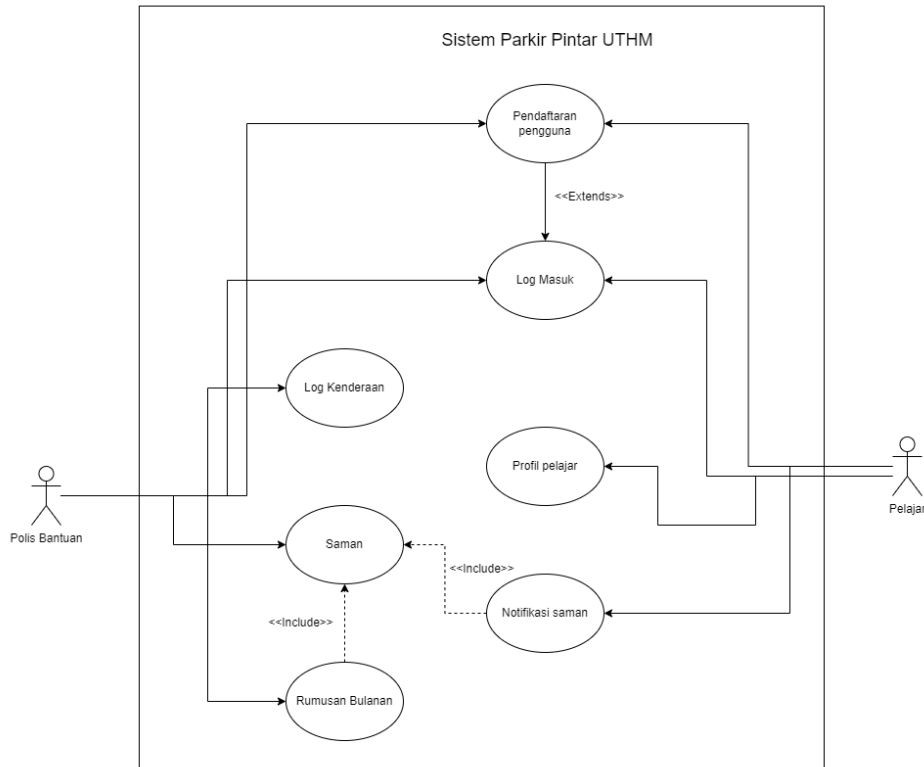 Sistem Parkir Pintar UTHM
Pendaftaran
pengguna
<<Extends>>
Log Masuk
Log Kenderaan
Profil pelajar
Polis Bantuan
Pelajar
Saman
<<Include>>
Notifikasi saman
<<Include>>
Rumusan Bulanan